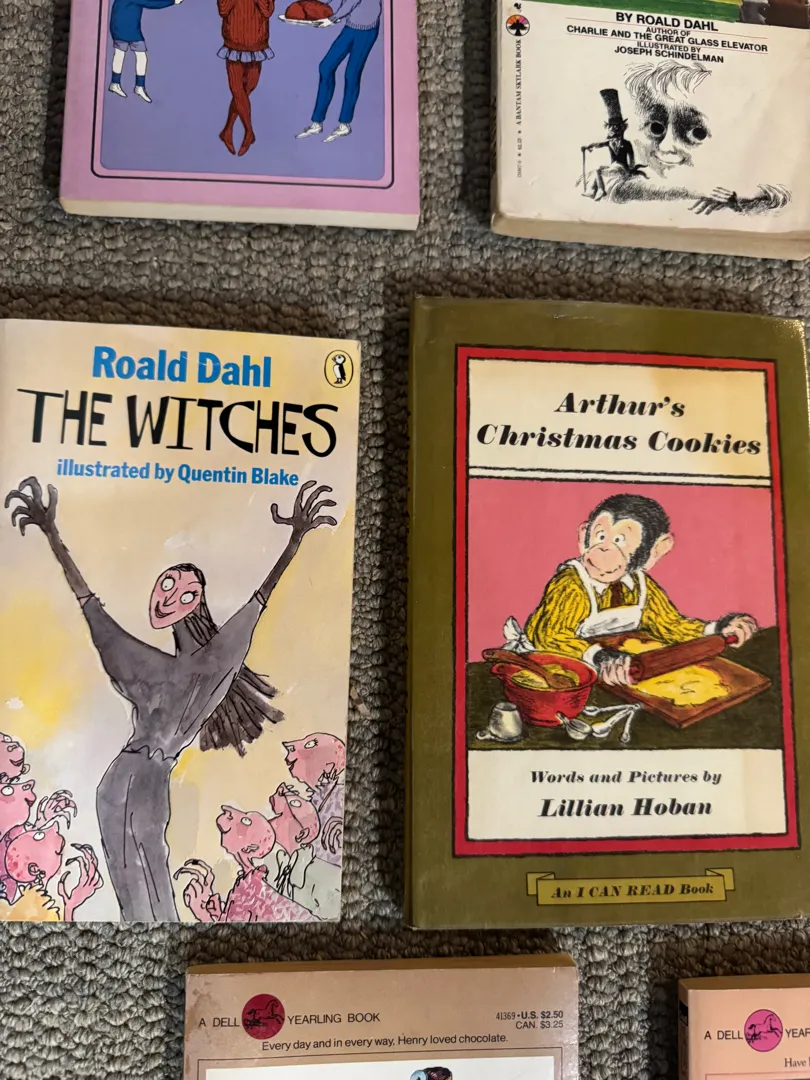 BY ROALD DAHL
AUTHOR OF
CHARLIE AND THE GREAT GLASS ELEVATOR
ILLUSTRATED BY
JOSEPH SCHINDELMAN
A BANTAM SKYLARK BOOK
Roald Dahl
THE WITCHES
illustrated by Quentin Blake
Arthur's
Christmas Cookies
Words and Pictures by
Lillian Hoban
An I CAN READ Book
A DELL YEARLING BOOK
41369 • U.S. $2.50
CAN. $3.25
Every day and in every way, Henry loved chocolate.
A DELL YEAR
Have